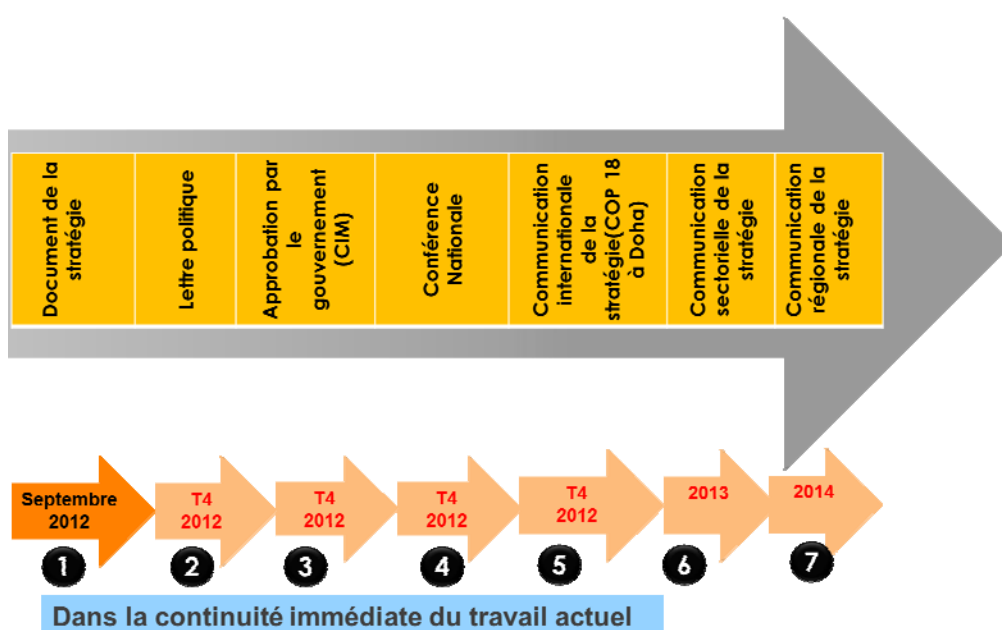 Document de la
stratégie
Lettre politique
Approbation par
le
gouvernement
(CIM)
Conférence
Nationale
Communication
internationale
de la
stratégie(COP 18
à Doha)
Communication
sectorielle de la
stratégie
Communication
régionale de la
stratégie
Septembre
2012
T4
2012
T4
2012
T4
2012
T4
2012
2013
2014
1
2
3
4
5
6
7
Dans la continuité immédiate du travail actuel